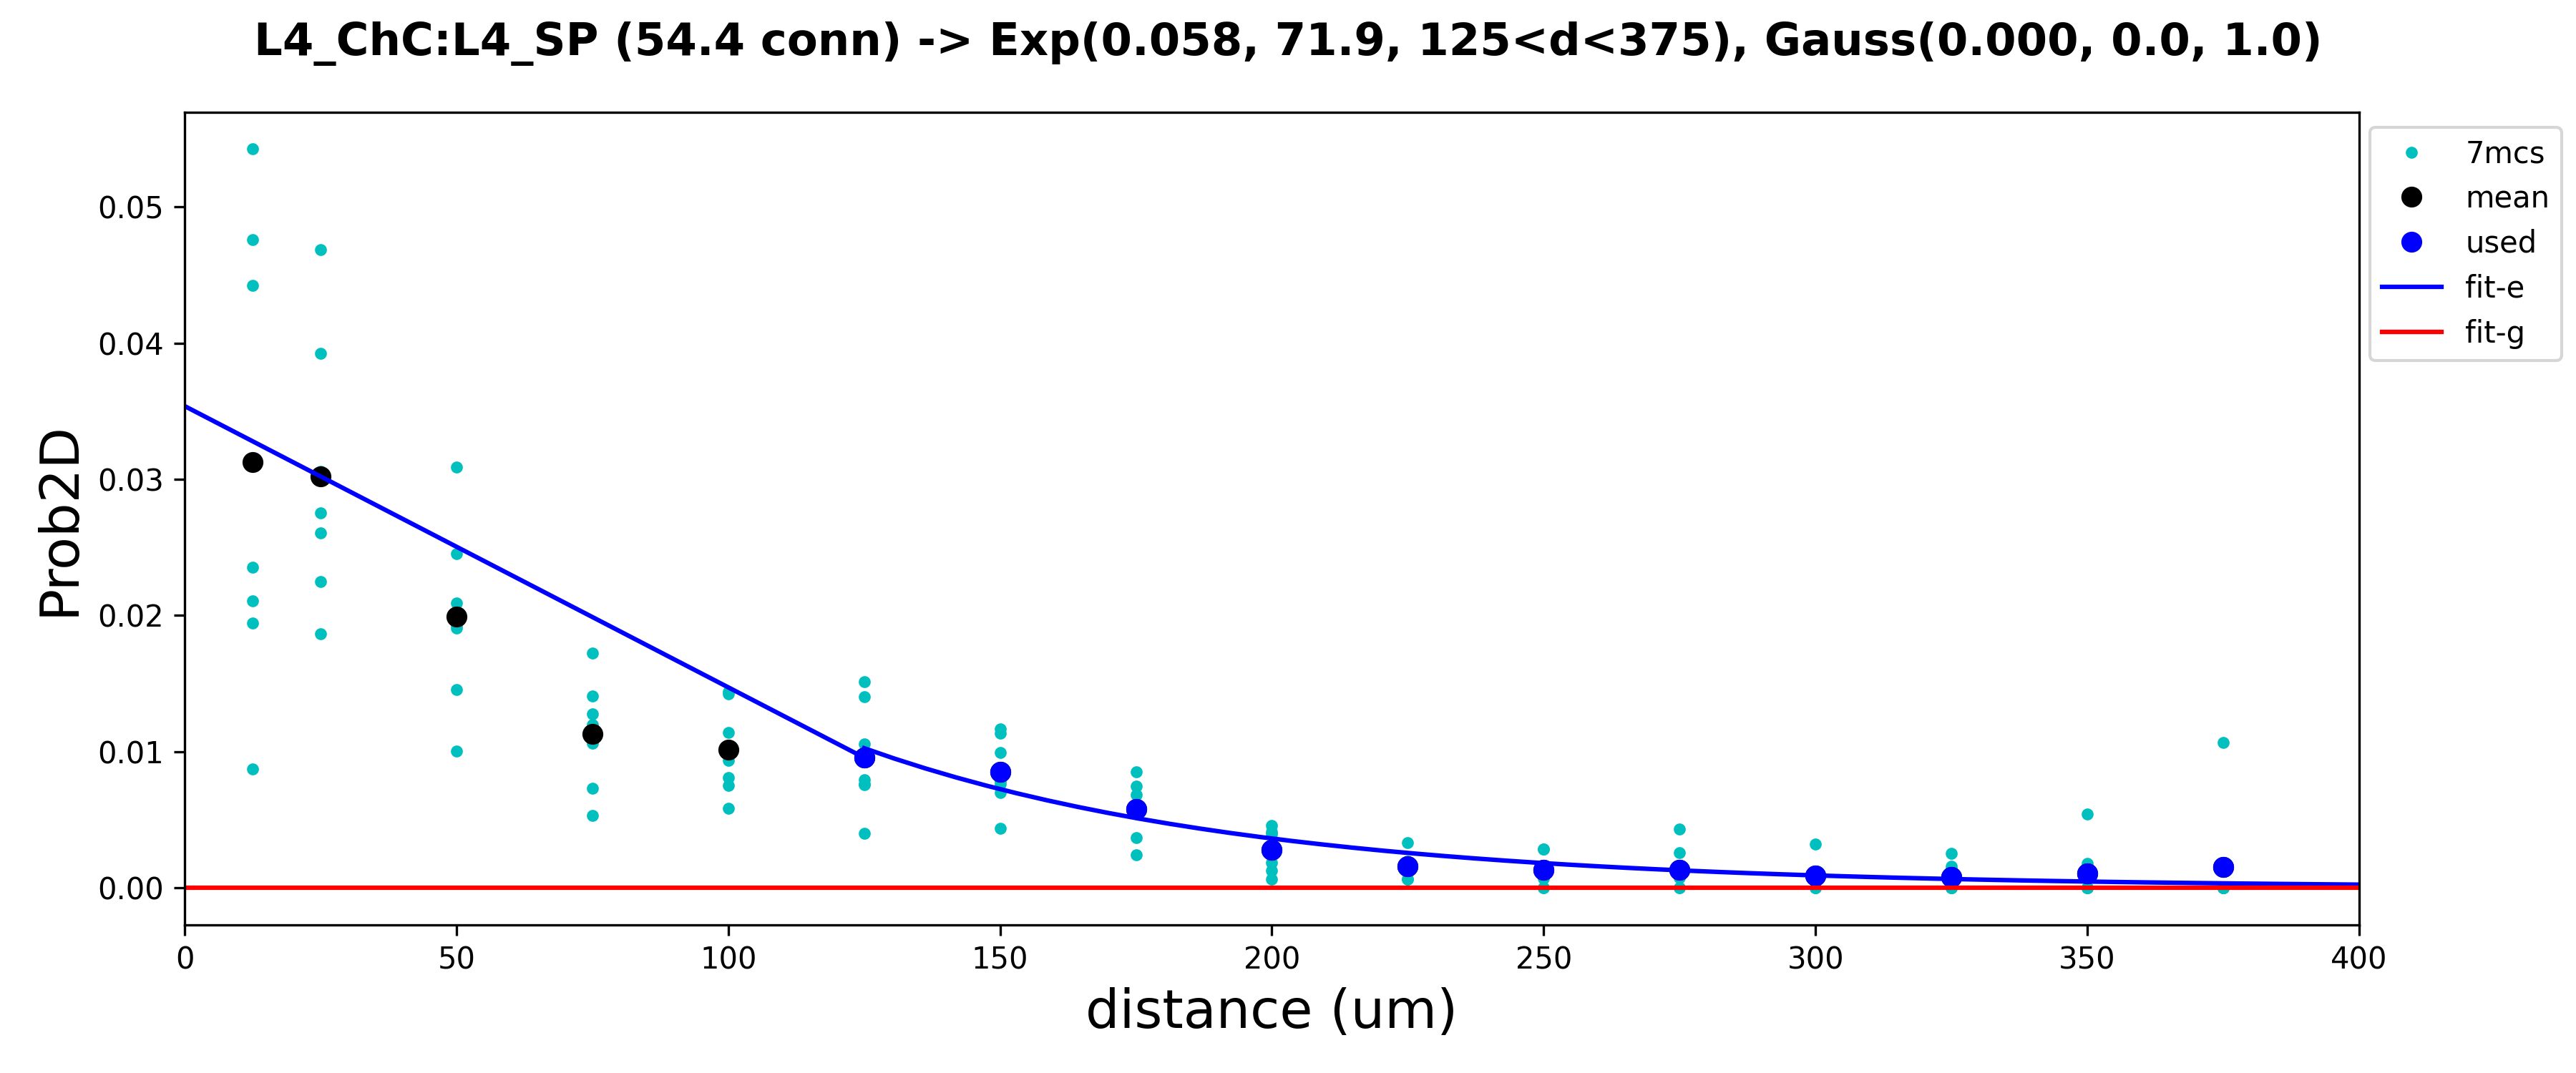 L4_ChC:L4_SP (54.4 conn) -> Exp(0.058, 71.9, 125<d<375), Gauss(0.000, 0.0, 1.0)
7mcs
mean
used
fit-e
fit-g
Prob2D
0.05
0.04
0.03
0.02
0.01
0.00
0 50 100 150 200 250 300 350 400
distance (um)